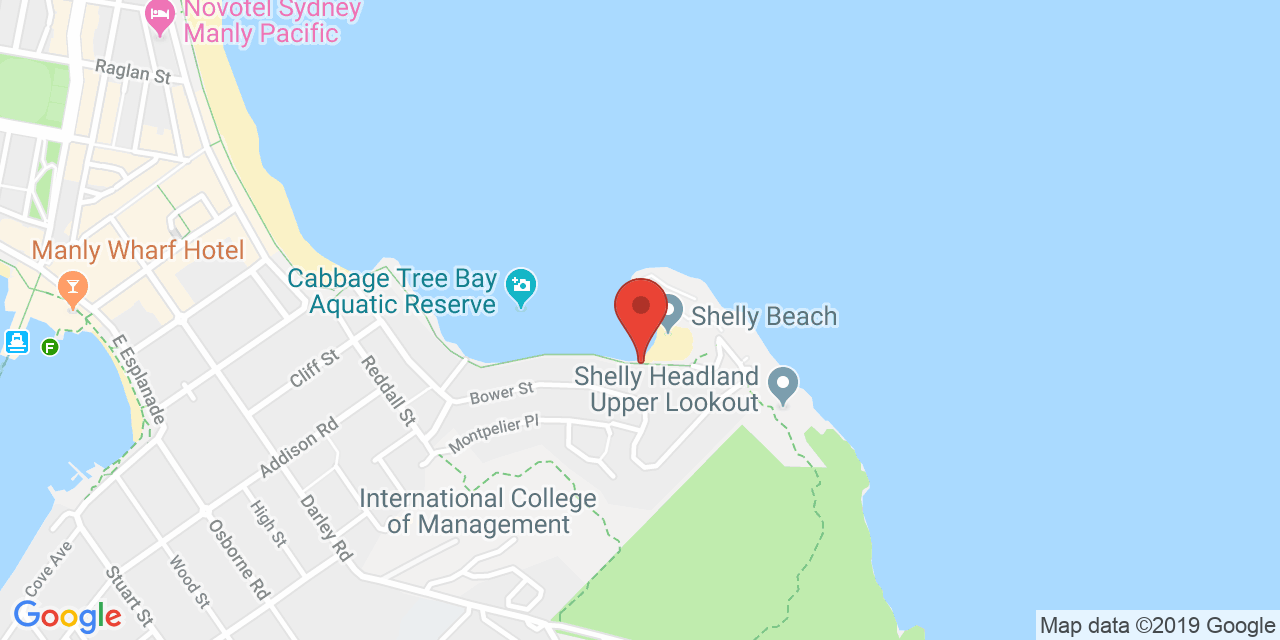 Novotel Sydney
Manly Pacific
Raglan St
Manly Wharf Hotel
Cabbage Tree Bay
Aquatic Reserve
Shelly Beach
E Esplanade
Cliff St
Reddall St
Bower St
Shelly Headland
Upper Lookout
Addison Rd
Montpelier Pl
International College
of Management
High St
Darley Rd
Osborne Rd
Cove Ave
Wood St
Stuart St
F
Google
Map data ©2019 Google